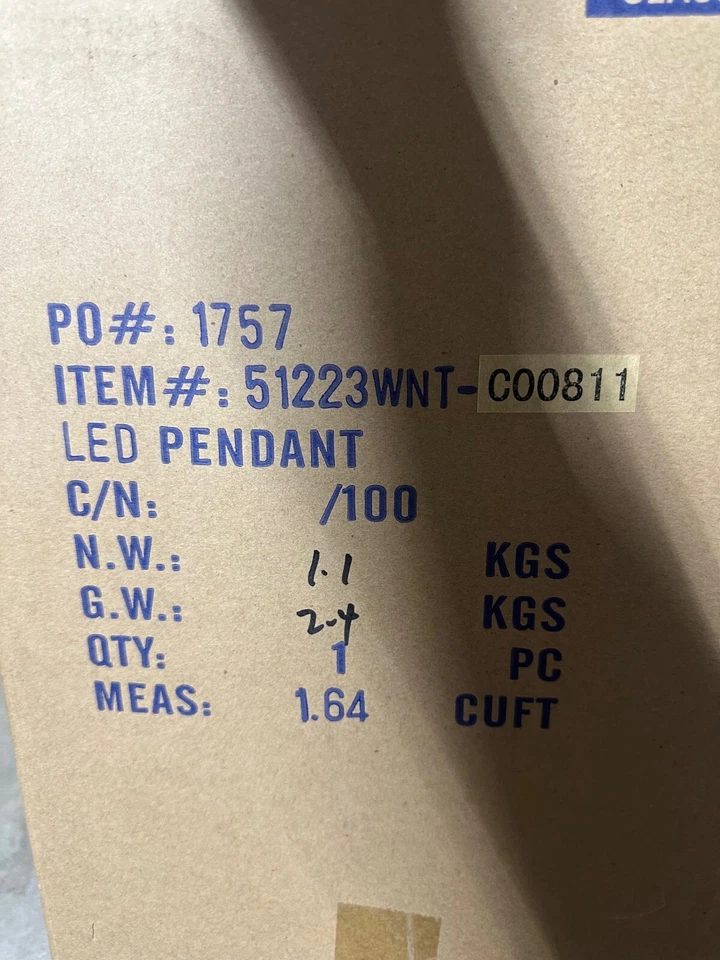 PO#: 1757
ITEM#: 51223WNT-C00811
LED PENDANT
C/N: /100
N.W.: 1.1 KGS
G.W.: 2.4 KGS
QTY: 1 PC
MEAS: 1.64 CUFT